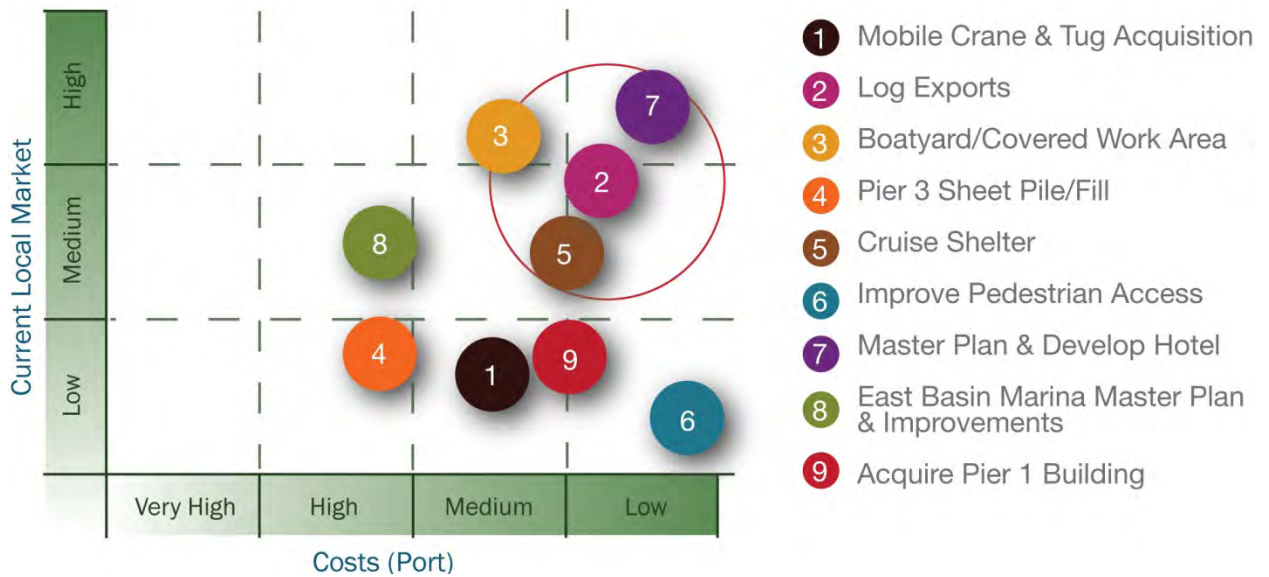 Current Local Market
High
Medium
Low
7
3
2
8
5
4
1
9
6
Very High
High
Medium
Low
Costs (Port)
1 Mobile Crane & Tug Acquisition
2 Log Exports
3 Boatyard/Covered Work Area
4 Pier 3 Sheet Pile/Fill
5 Cruise Shelter
6 Improve Pedestrian Access
7 Master Plan & Develop Hotel
8 East Basin Marina Master Plan
& Improvements
9 Acquire Pier 1 Building